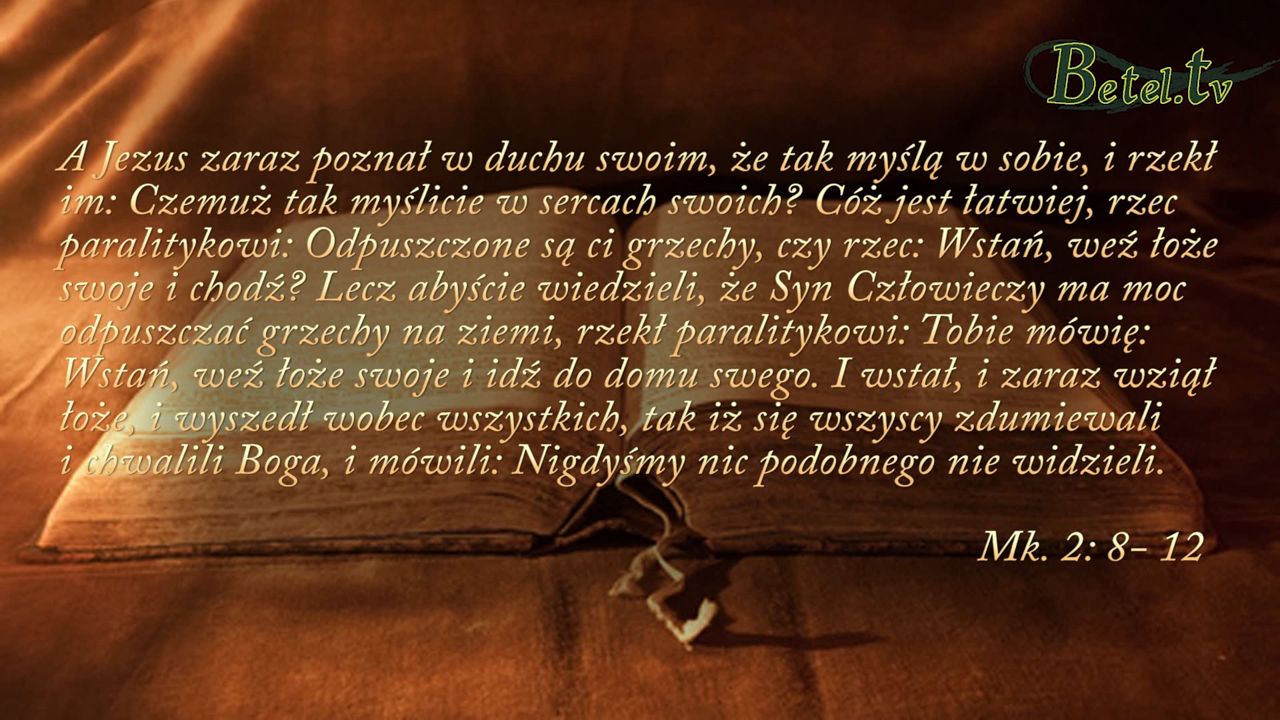 Betel.tv
A Jezus zaraz poznał w duchu swoim, że tak myślą w sobie, i rzekł
im: Czemuż tak myślicie w sercach swoich? Cóż jest łatwiej, rzec
paralitykowi: Odpuszczone są ci grzechy, czy rzec: Wstań, weź łoże
swoje i chodź? Lecz abyście wiedzieli, że Syn Człowieczy ma moc
odpuszczać grzechy na ziemi, rzekł paralitykowi: Tobie mówię:
Wstań, weź łoże swoje i idź do domu swego. I wstał, i zaraz wziął
łoże, i wyszedł wobec wszystkich, tak iż się wszyscy zdumiewali
i chwalili Boga, i mówili: Nigdyśmy nic podobnego nie widzieli.
Mk. 2: 8- 12